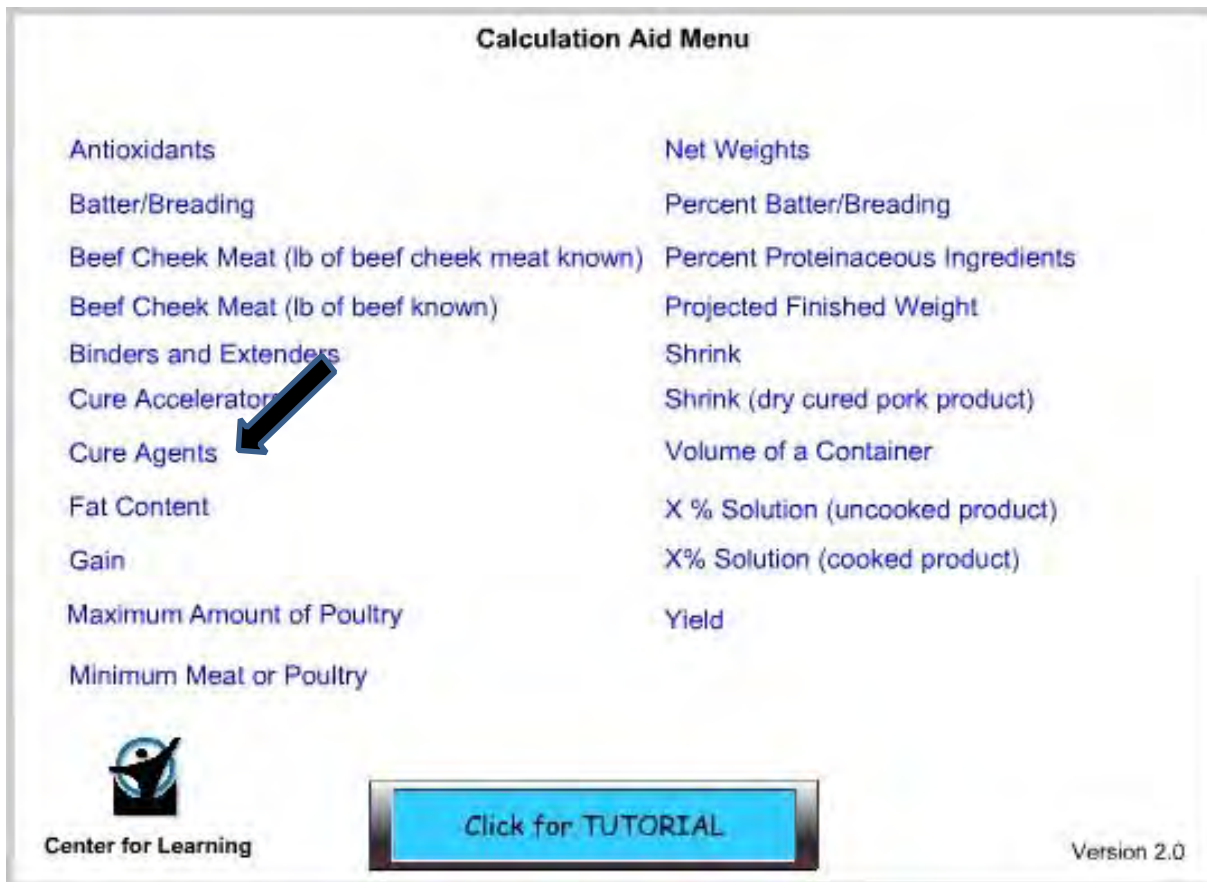 Calculation Aid Menu
Antioxidants
Batter/Breading
Beef Cheek Meat (lb of beef cheek meat known)
Beef Cheek Meat (lb of beef known)
Binders and Extenders
Cure Accelerators
Cure Agents
Fat Content
Gain
Maximum Amount of Poultry
Minimum Meat or Poultry
Net Weights
Percent Batter/Breading
Percent Proteinaceous Ingredients
Projected Finished Weight
Shrink
Shrink (dry cured pork product)
Volume of a Container
X % Solution (uncooked product)
X% Solution (cooked product)
Yield
Center for Learning
Click for TUTORIAL
Version 2.0